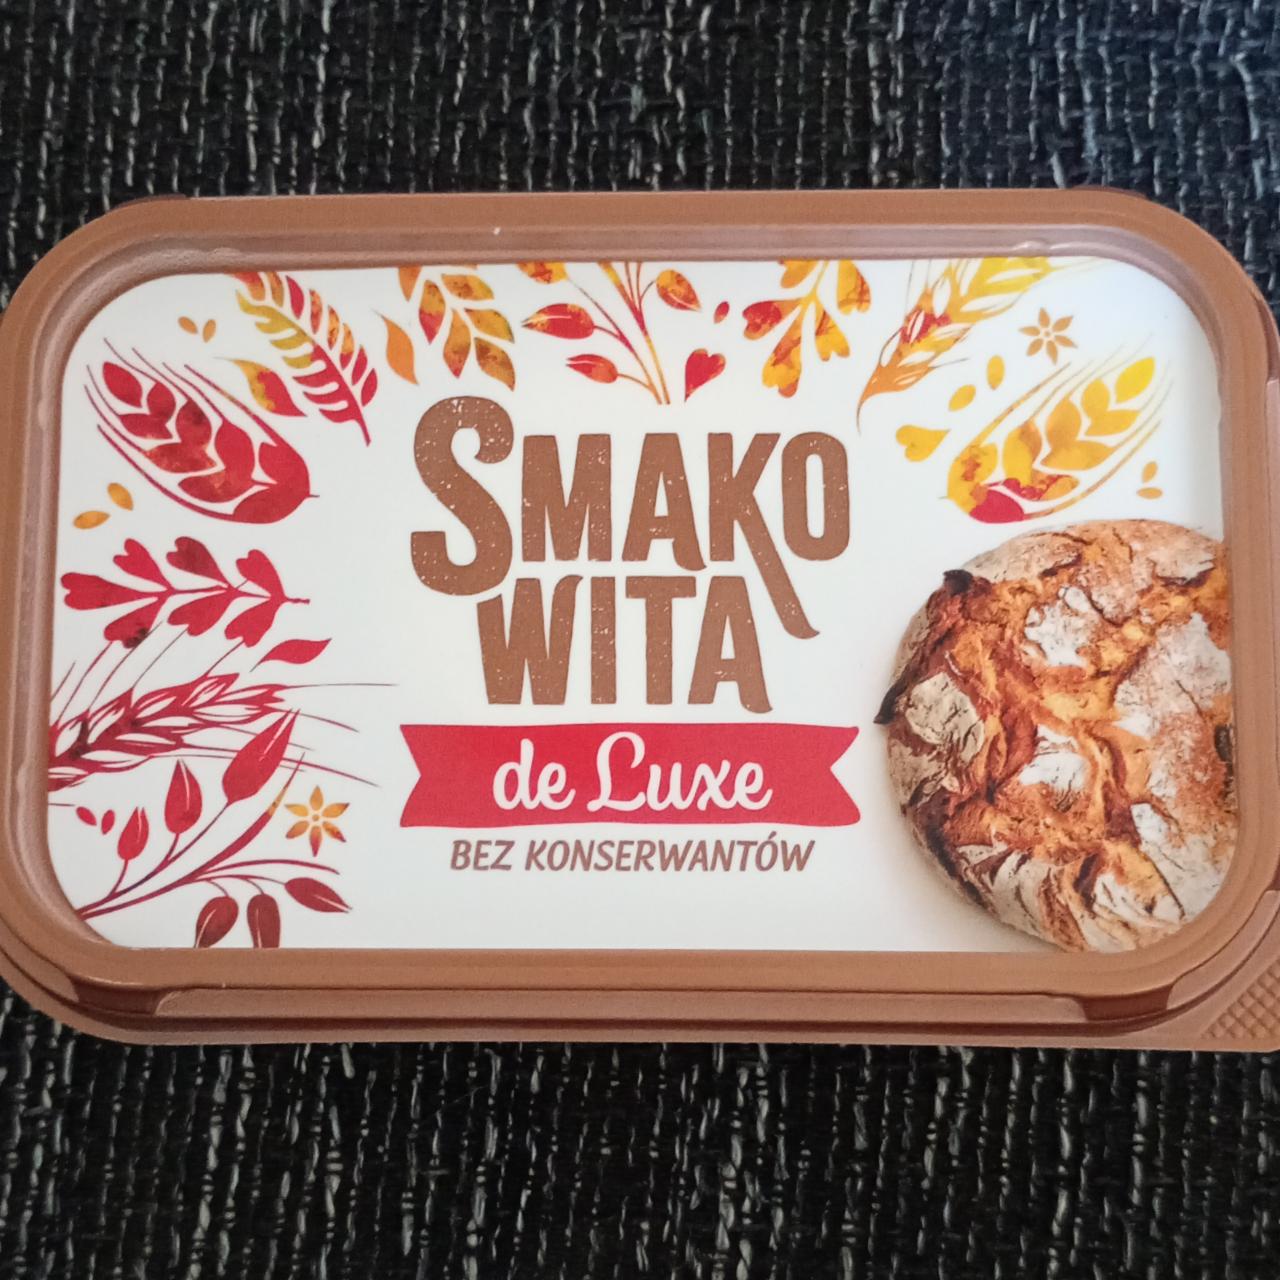 SMAKO
WITA
de Luxe
BEZ KONSERWANTÓW